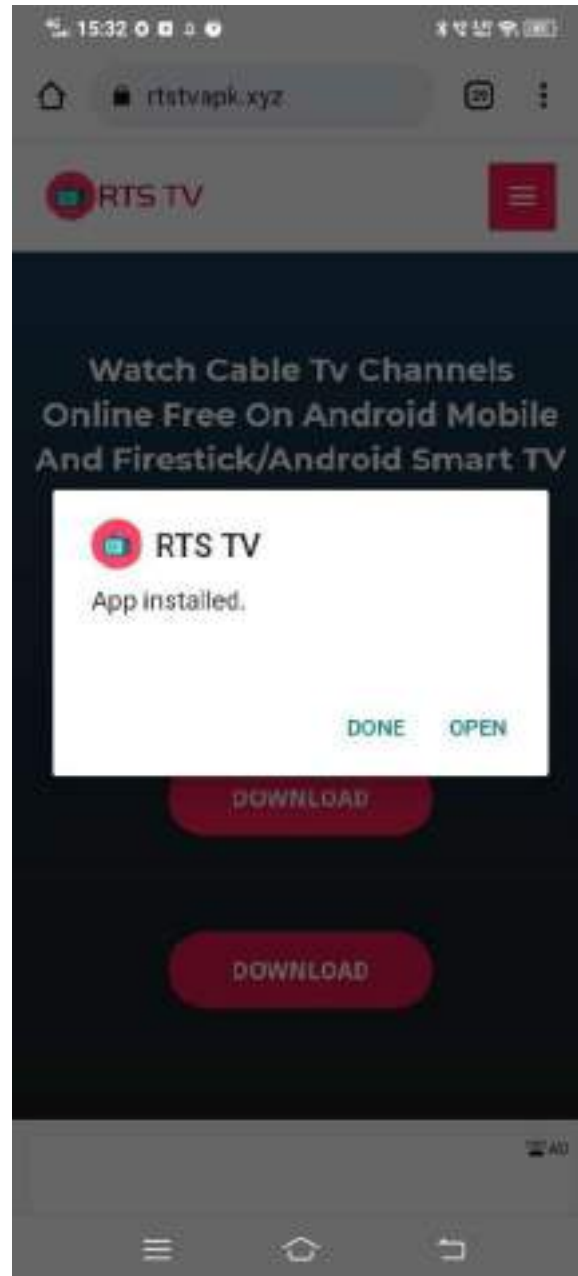 15:32
rtstvapk.xyz
RTS TV
Watch Cable Tv Channels
Online Free On Android Mobile
And Firestick/Android Smart TV
RTS TV
App installed.
DONE OPEN
DOWNLOAD
DOWNLOAD
AD